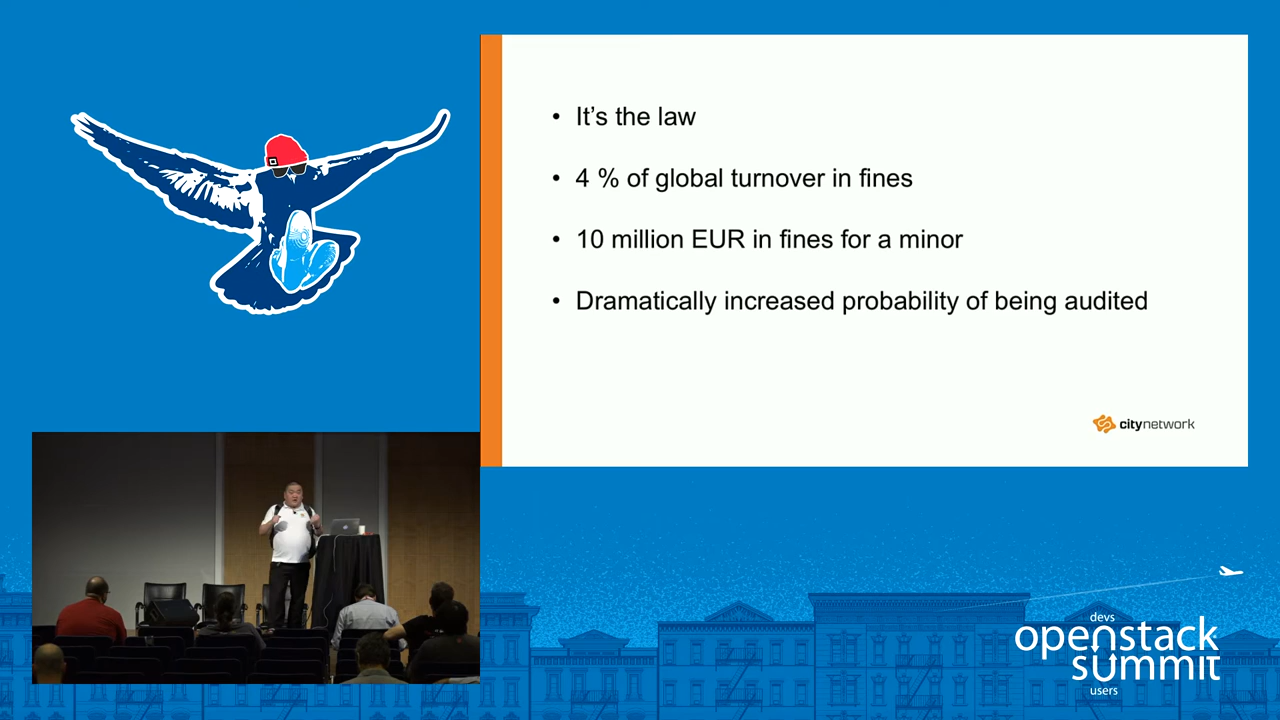 • It’s the law
• 4 % of global turnover in fines
• 10 million EUR in fines for a minor
• Dramatically increased probability of being audited
citynetwork
devs
openstack
summit
users